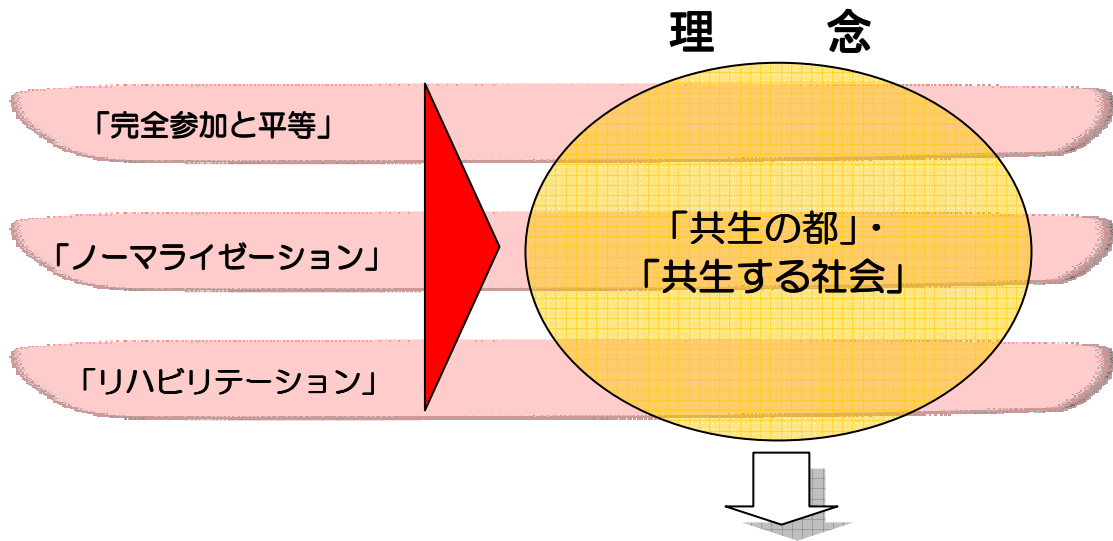 理　念
「完全参加と平等」
「ノーマライゼーション」
「リハビリテーション」
「共生の都」・
「共生する社会」